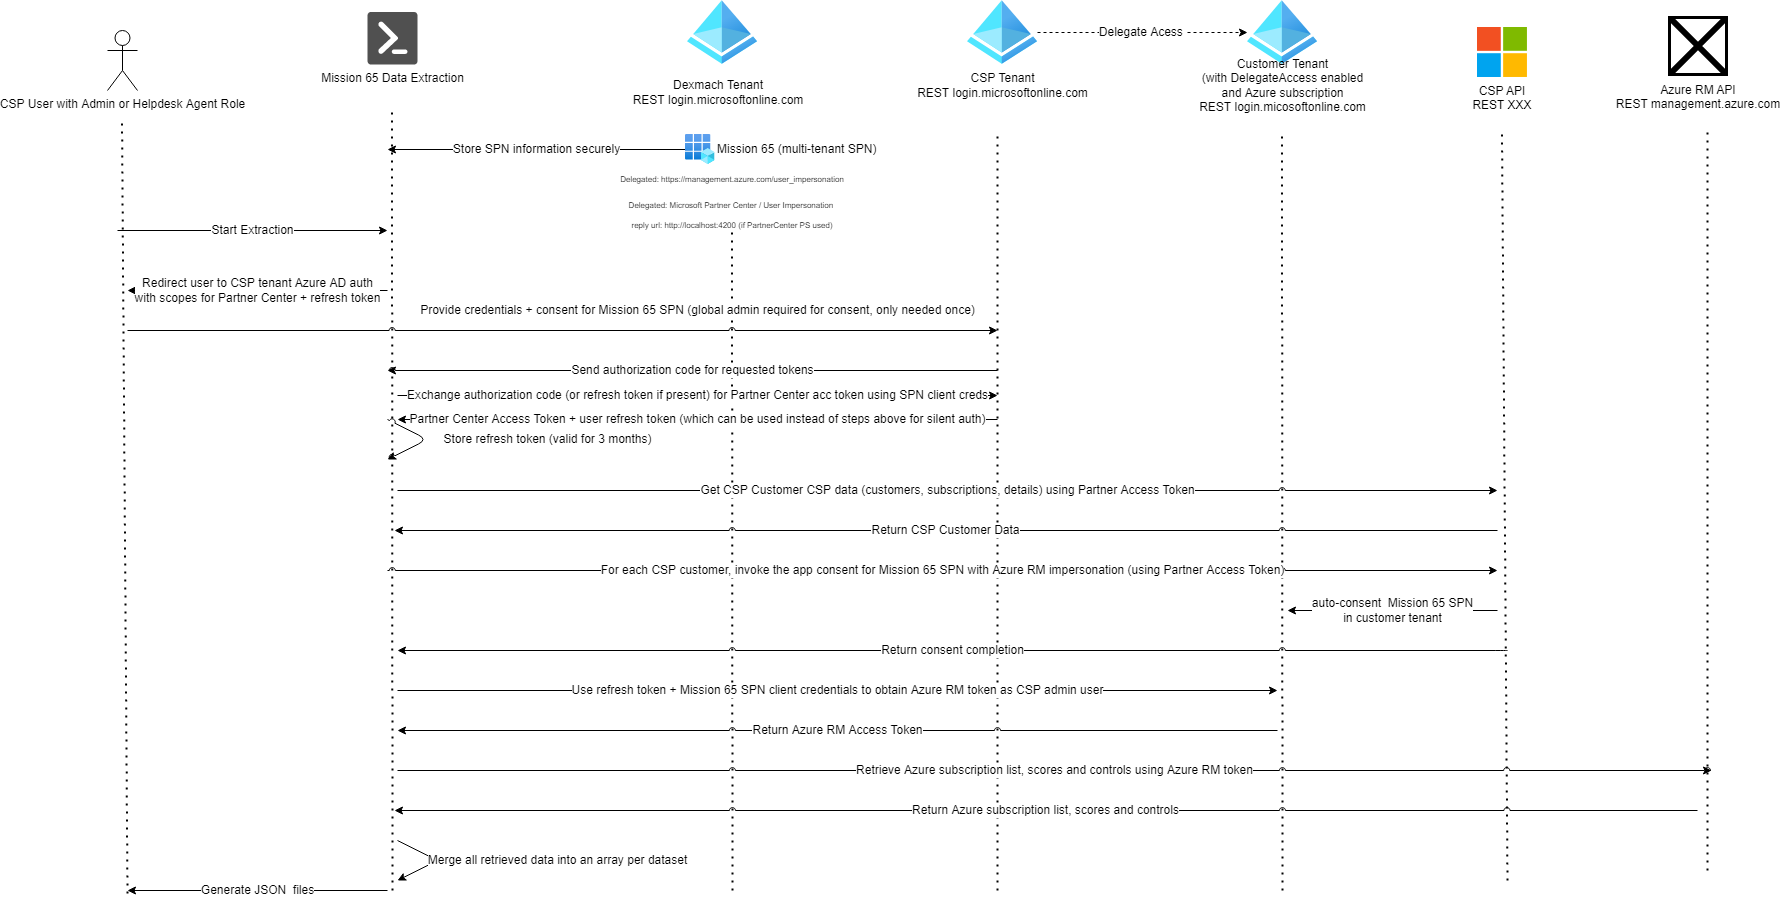 Delegate Acess
CSP User with Admin or Helpdesk Agent Role
Mission 65 Data Extraction
Dexmach Tenant
REST login.microsoftonline.com
CSP Tenant
REST login.microsoftonline.com
Customer Tenant
(with DelegateAccess enabled
and Azure subscription
REST login.micosoftonline.com
CSP API
REST XXX
Azure RM API
REST management.azure.com
Store SPN information securely
Mission 65 (multi-tenant SPN)
Delegated: https://management.azure.com/user_impersonation
Delegated: Microsoft Partner Center / User Impersonation
reply url: http://localhost:4200 (if PartnerCenter PS used)
Start Extraction
Redirect user to CSP tenant Azure AD auth
with scopes for Partner Center + refresh token
Provide credentials + consent for Mission 65 SPN (global admin required for consent, only needed once)
Send authorization code for requested tokens
Exchange authorization code (or refresh token if present) for Partner Center acc token using SPN client creds
Partner Center Access Token + user refresh token (which can be used instead of steps above for silent auth)
Store refresh token (valid for 3 months)
Get CSP Customer CSP data (customers, subscriptions, details) using Partner Access Token
Return CSP Customer Data
For each CSP customer, invoke the app consent for Mission 65 SPN with Azure RM impersonation (using Partner Access Token)
auto-consent  Mission 65 SPN
in customer tenant
Return consent completion
Use refresh token + Mission 65 SPN client credentials to obtain Azure RM token as CSP admin user
Return Azure RM Access Token
Retrieve Azure subscription list, scores and controls using Azure RM token
Return Azure subscription list, scores and controls
Merge all retrieved data into an array per dataset
Generate JSON  files